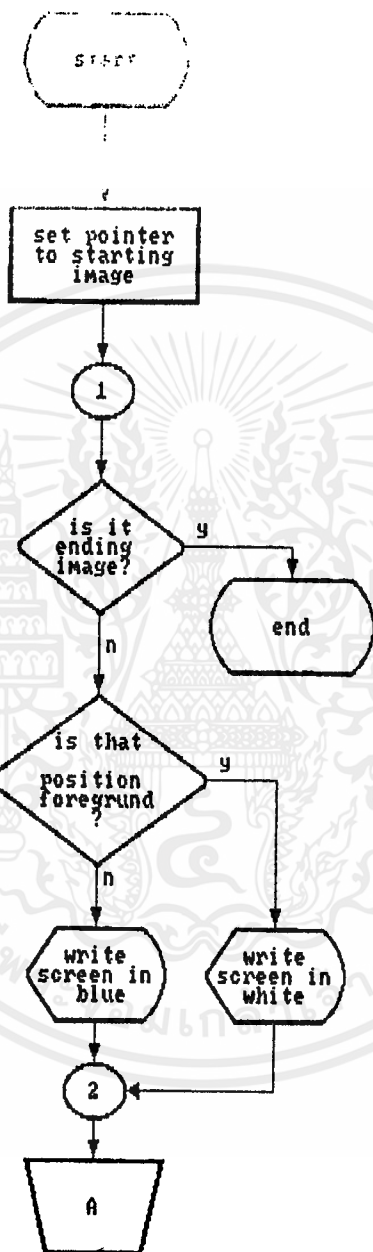 start
set pointer
to starting
image
1
is it
ending
image?
y
end
n
is that
position
foregrund
?
y
n
write
screen in
blue
write
screen in
white
2
A